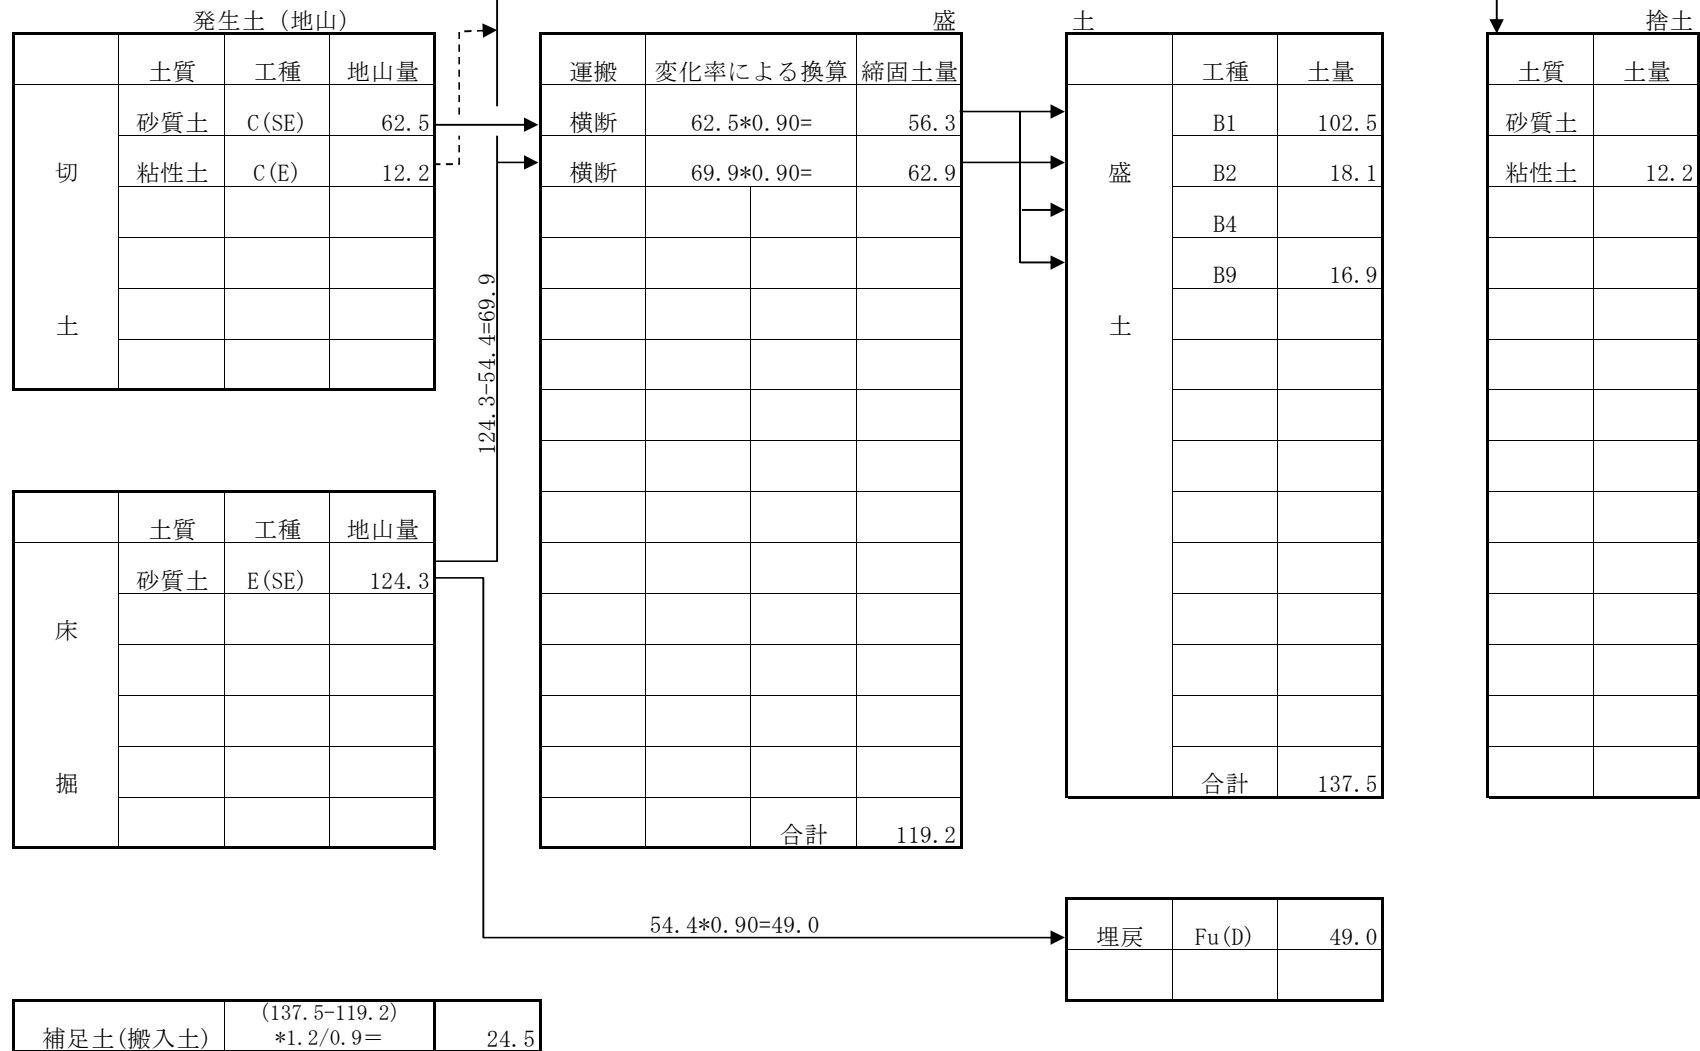 発生土（地山）
土質 工種 地山量
砂質土 C(SE) 62.5
切 粘性土 C(E) 12.2
土
124.3-54.4=69.9
土質 工種 地山量
砂質土 E(SE) 124.3
床
掘
盛 土
運搬 変化率による換算 締固土量
横断 62.5*0.90= 56.3
横断 69.9*0.90= 62.9
合計 119.2
工種 土量
B1 102.5
盛 B2 18.1
B4
B9 16.9
土
合計 137.5
捨土
土質 土量
砂質土
粘性土 12.2
54.4*0.90=49.0
埋戻 Fu(D) 49.0
(137.5-119.2)
補足土(搬入土) *1.2/0.9＝ 24.5